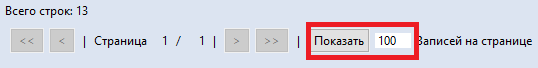 Всего строк: 13
<< < | Страница 1 / 1 | > >> | Показать 100 Записей на странице